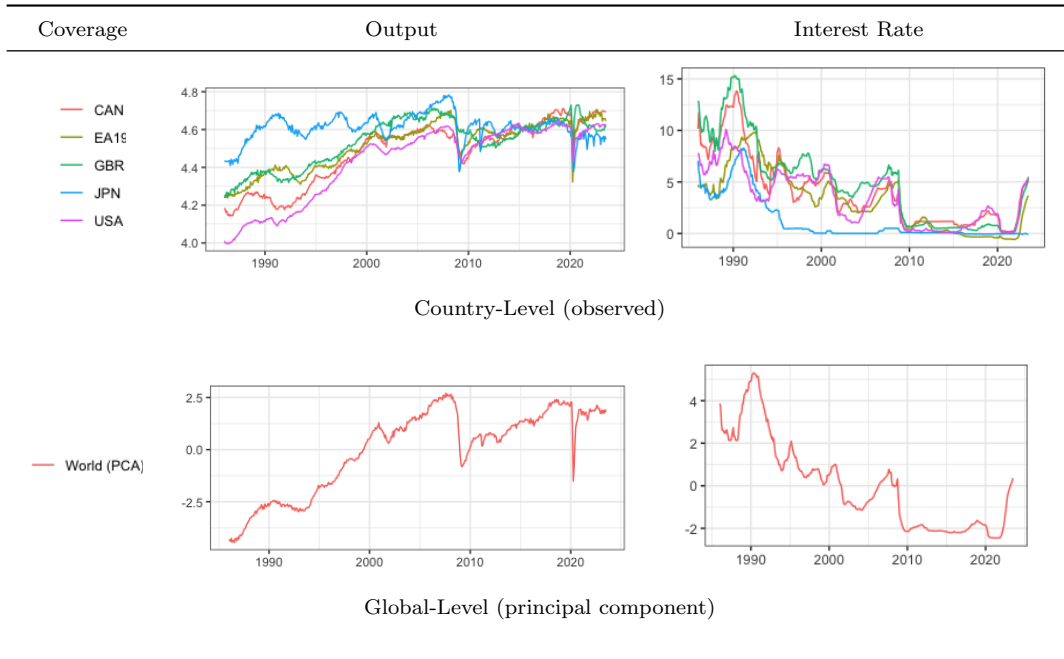 Coverage Output Interest Rate
CAN
EA19
GBR
JPN
USA
4.8
4.6
4.4
4.2
4.0
1990 2000 2010 2020
15
10
5
0
1990 2000 2010 2020
Country-Level (observed)
World (PCA)
2.5
0.0
-2.5
1990 2000 2010 2020
4
2
0
-2
1990 2000 2010 2020
Global-Level (principal component)